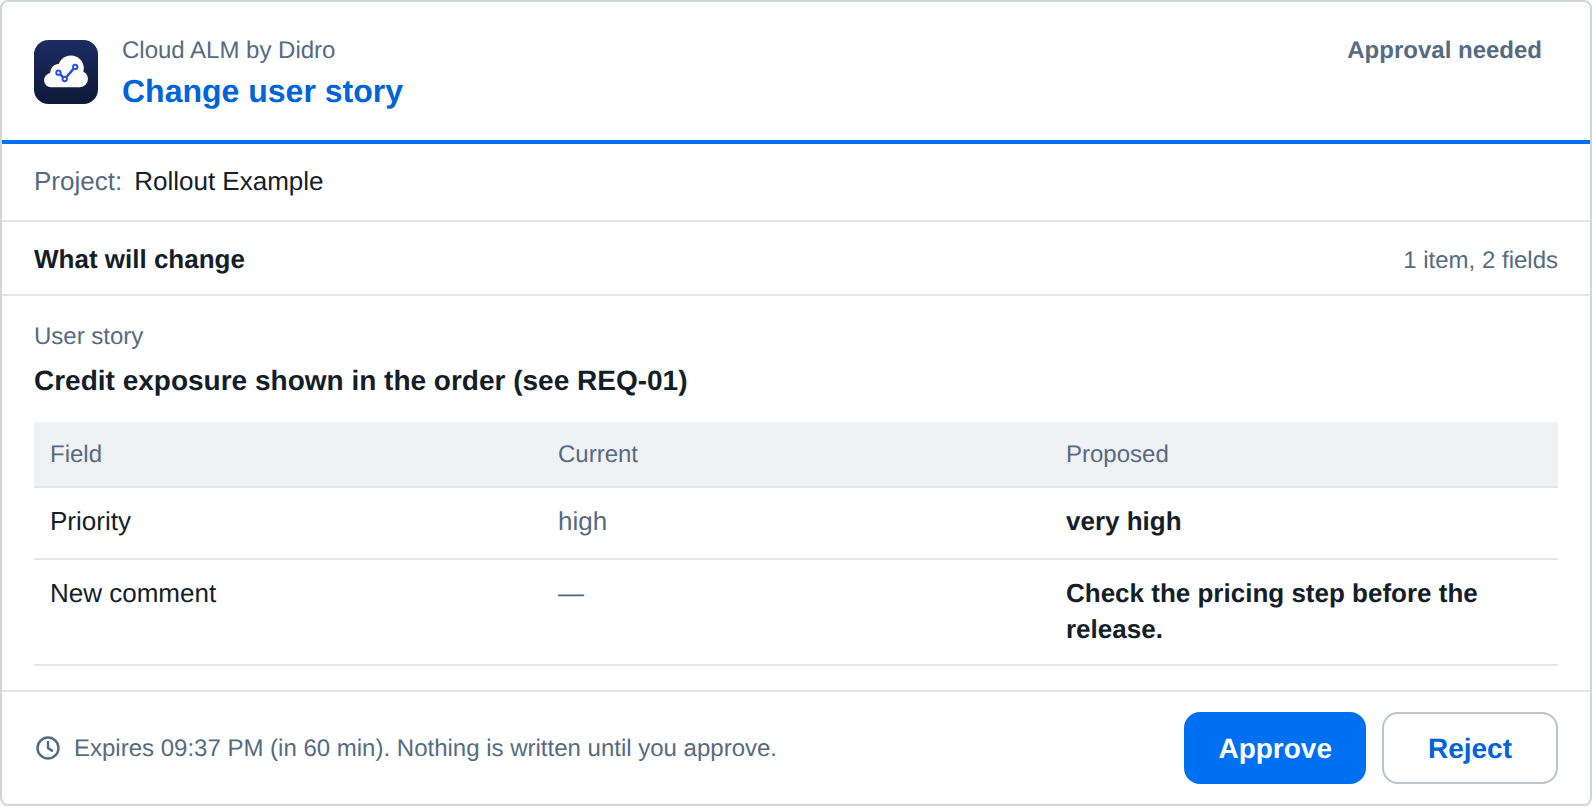 Cloud ALM by Didro
Approval needed
Change user story
Project: Rollout Example
What will change
1 item, 2 fields
User story
Credit exposure shown in the order (see REQ-01)
Field Current Proposed
Priority high very high
New comment — Check the pricing step before the
release.
Expires 09:37 PM (in 60 min). Nothing is written until you approve.
Approve Reject